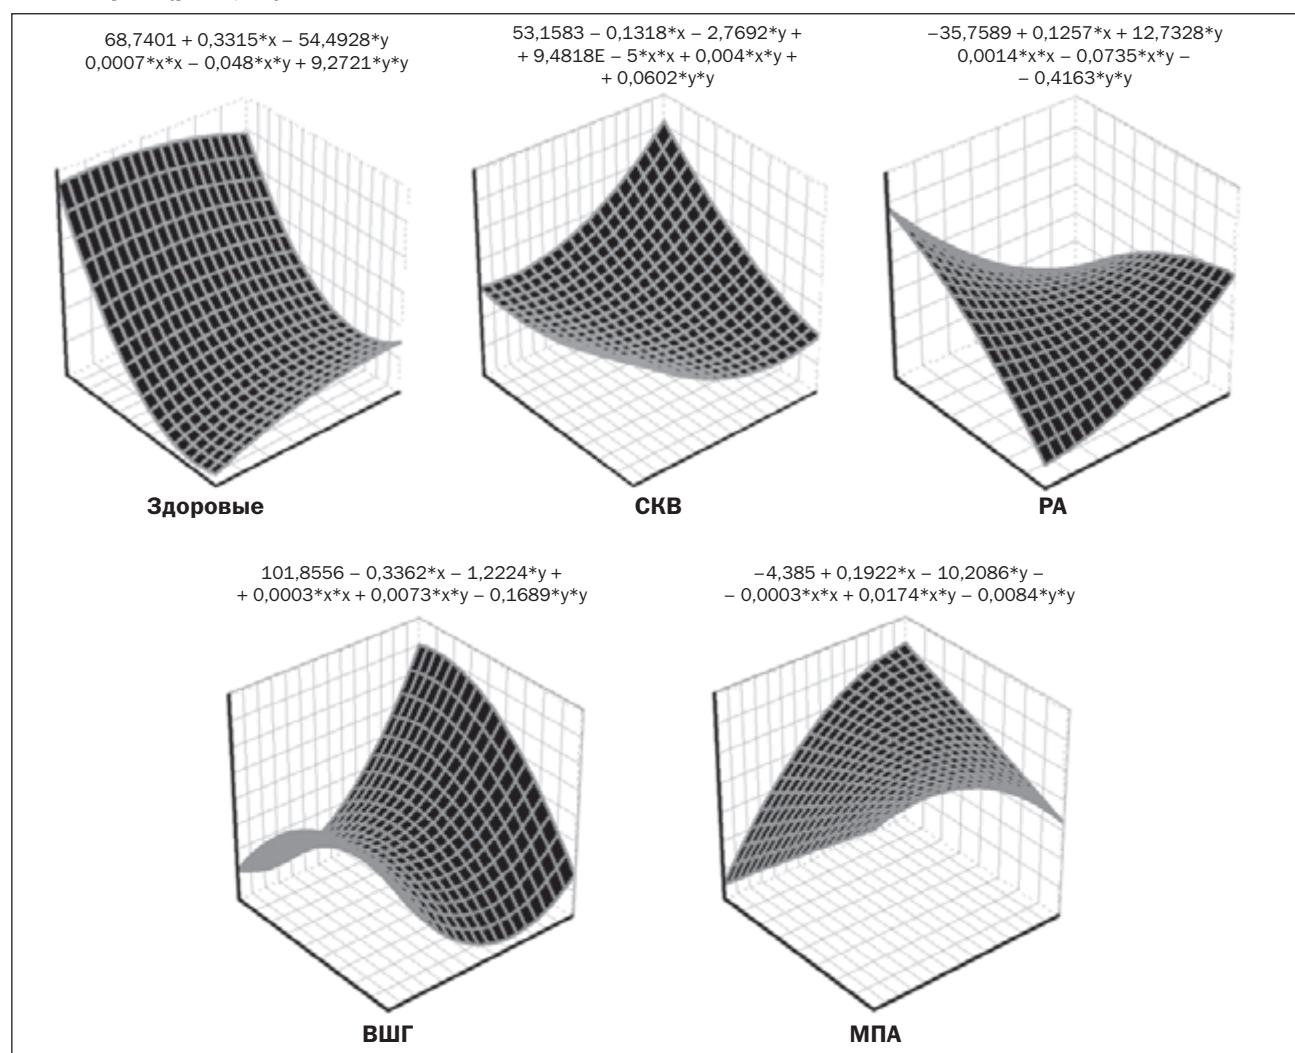 68,7401 + 0,3315*x – 54,4928*y
0,0007*x*x – 0,048*x*y + 9,2721*y*y
53,1583 – 0,1318*x – 2,7692*y +
+ 9,4818E – 5*x*x + 0,004*x*y +
+ 0,0602*y*y
–35,7589 + 0,1257*x + 12,7328*y
0,0014*x*x – 0,0735*x*y –
– 0,4163*y*y
Здоровые
СКВ
РА
101,8556 – 0,3362*x – 1,2224*y +
+ 0,0003*x*x + 0,0073*x*y – 0,1689*y*y
–4,385 + 0,1922*x – 10,2086*y –
– 0,0003*x*x + 0,0174*x*y – 0,0084*y*y
ВШГ
МПА